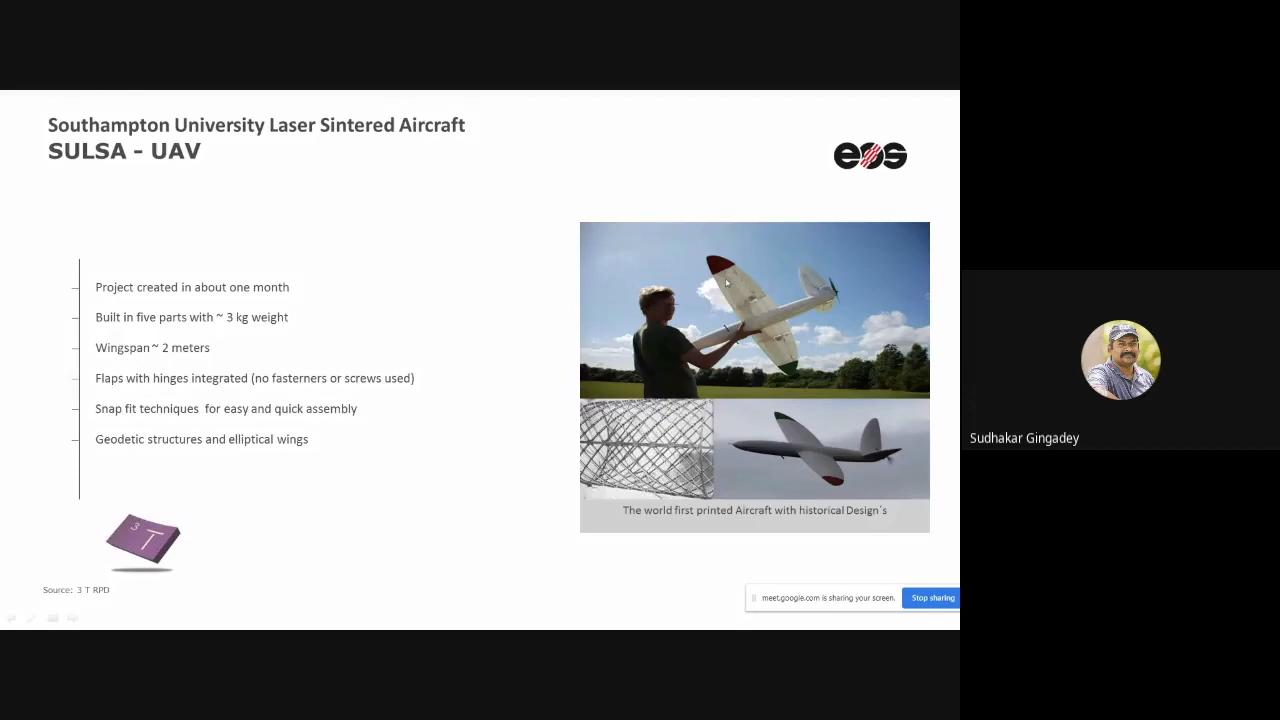 Southampton University Laser Sintered Aircraft
SULSA - UAV
eos
Project created in about one month
Built in five parts with ~ 3 kg weight
Wingspan ~ 2 meters
Flaps with hinges integrated (no fasterners or screws used)
Snap fit techniques for easy and quick assembly
Geodetic structures and elliptical wings
The world first printed Aircraft with historical Design´s
3
T
Source: 3 T RPD
meet.google.com is sharing your screen.
Stop sharing
Sudhakar Gingadey